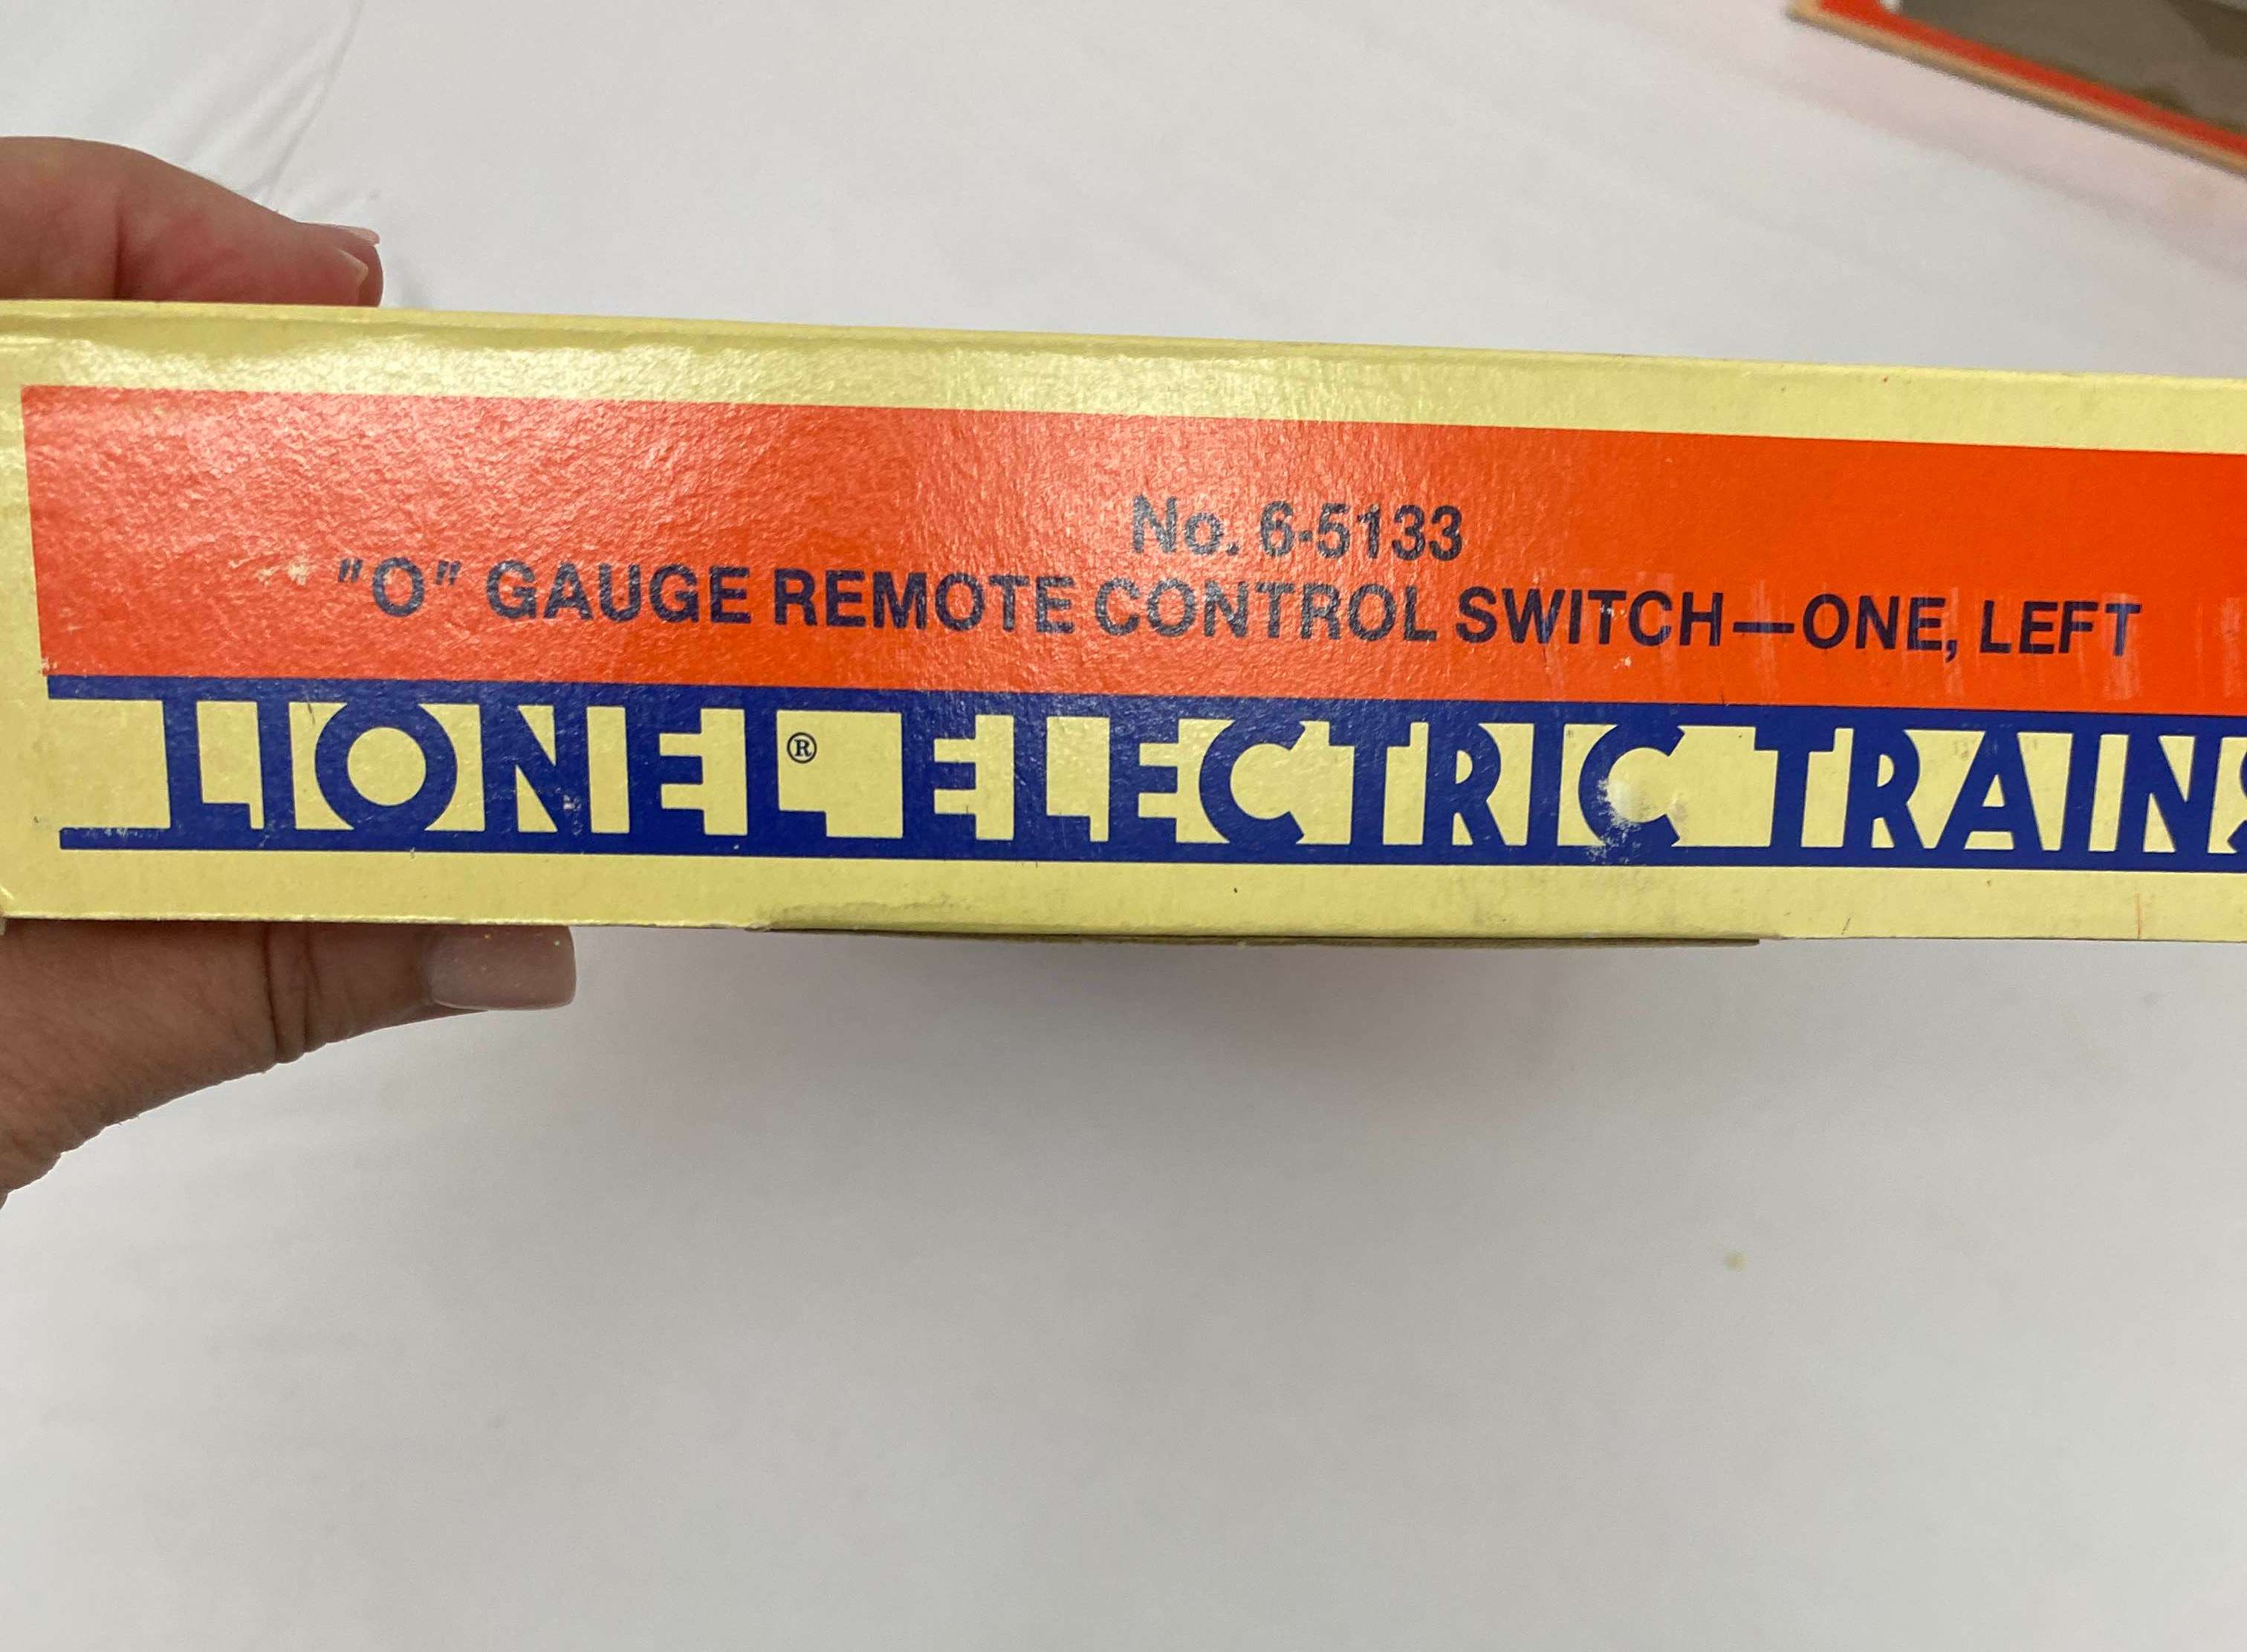 No. 6-5133
"O" GAUGE REMOTE CONTROL SWITCH—ONE, LEFT
LIONEL® ELECTRIC TRAINS